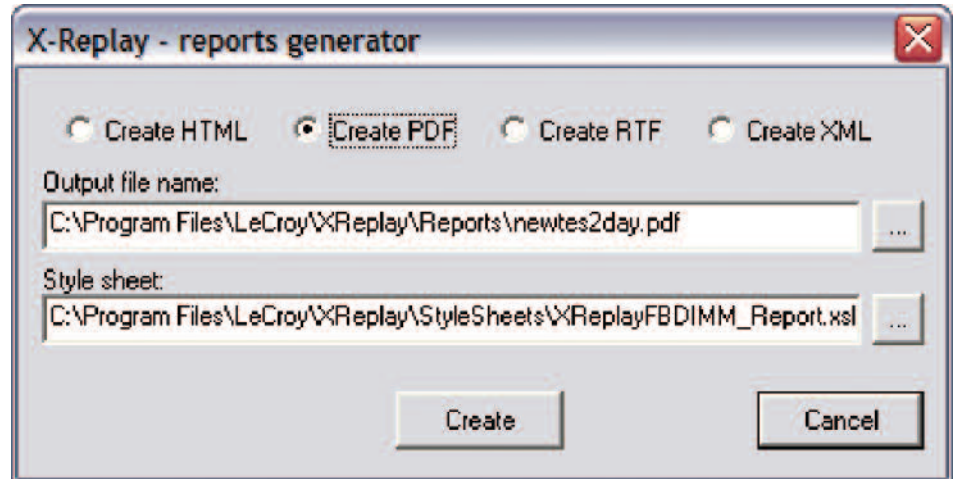 X-Replay - reports generator
Create HTML Create PDF Create RTF Create XML
Output file name:
C:\Program Files\LeCroy\XReplay\Reports\newtes2day.pdf ...
Style sheet:
C:\Program Files\LeCroy\XReplay\StyleSheets\XReplayFBDIMM_Report.xsl ...
Create Cancel